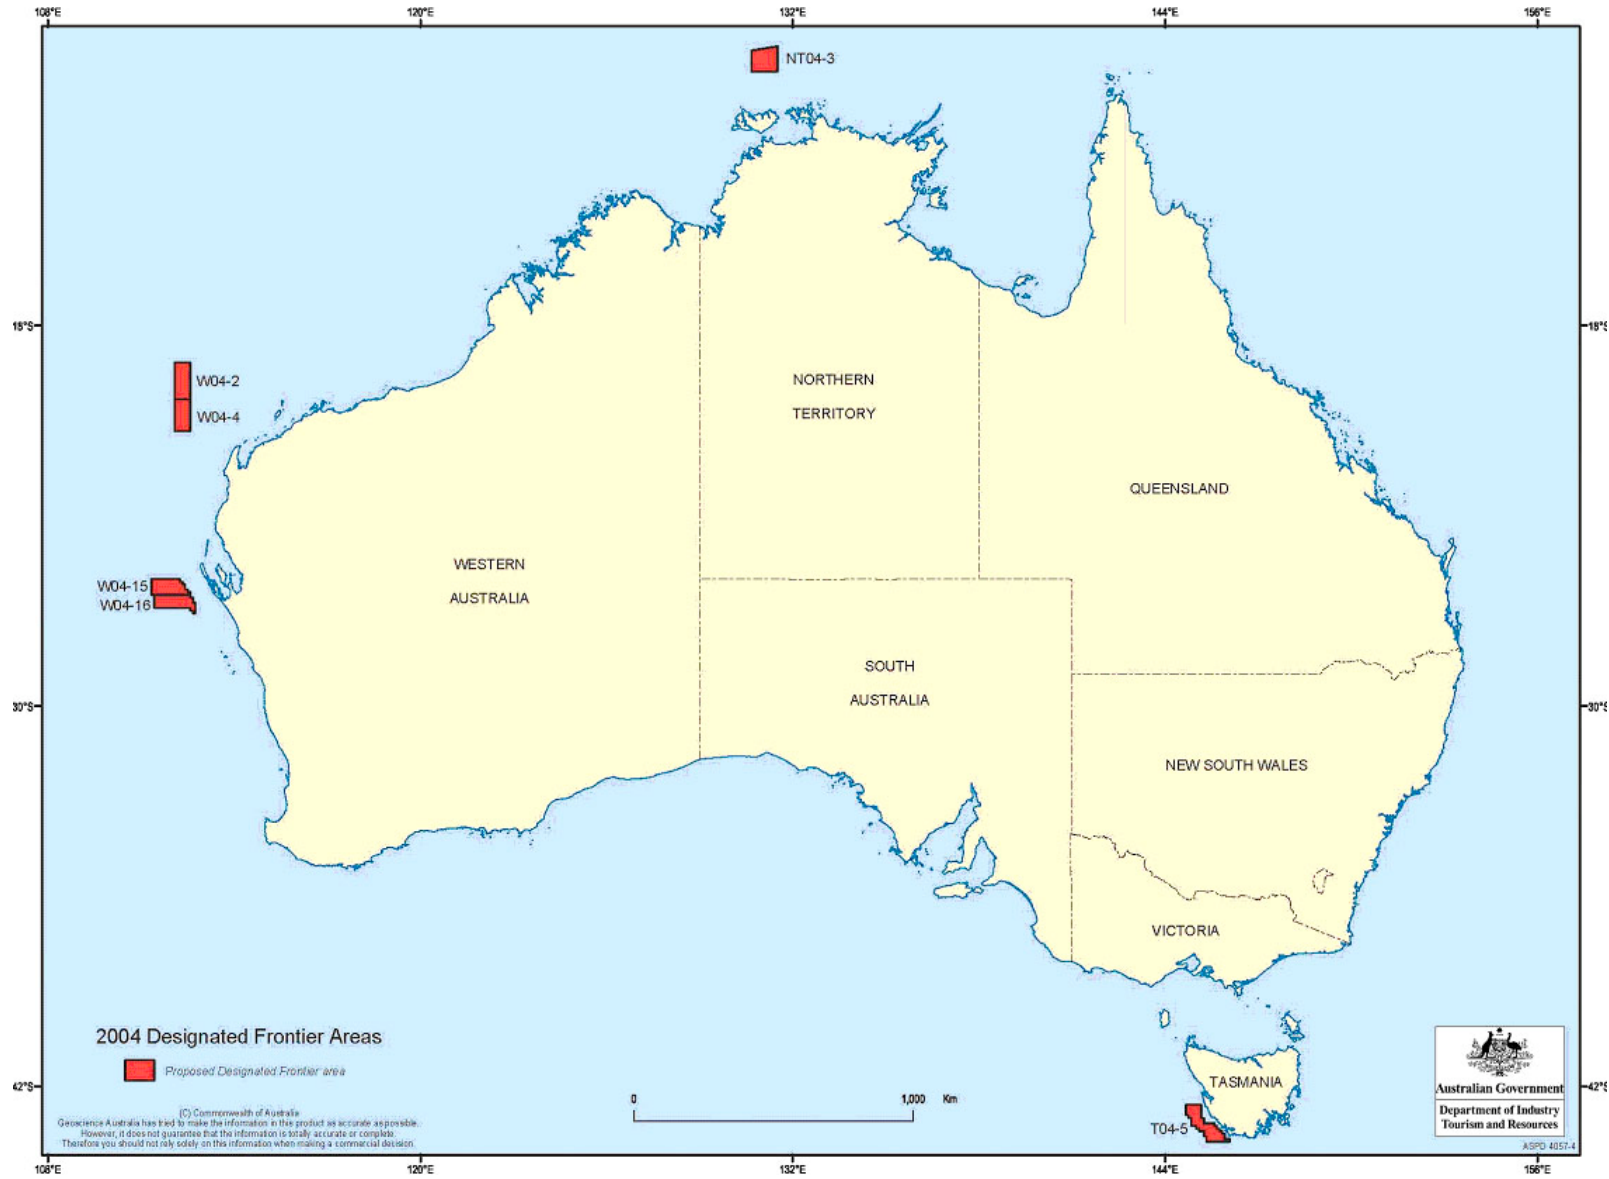 108°E 120°E 132°E 144°E 156°E
NT04-3
18°S 18°S
W04-2
W04-4
NORTHERN
TERRITORY
QUEENSLAND
WESTERN
AUSTRALIA
W04-15
W04-16
SOUTH
AUSTRALIA
30°S 30°S
NEW SOUTH WALES
VICTORIA
2004 Designated Frontier Areas
Proposed Designated Frontier area
TASMANIA
T04-5
42°S 42°S
0 1,000 Km
(C) Commonwealth of Australia
Geoscience Australia has tried to make the information in this product as accurate as possible.
However, it does not guarantee that the information is totally accurate or complete.
Therefore you should not rely solely on this information when making a commercial decision.
Australian Government
Department of Industry
Tourism and Resources
ASPD 4057-4
108°E 120°E 132°E 144°E 156°E